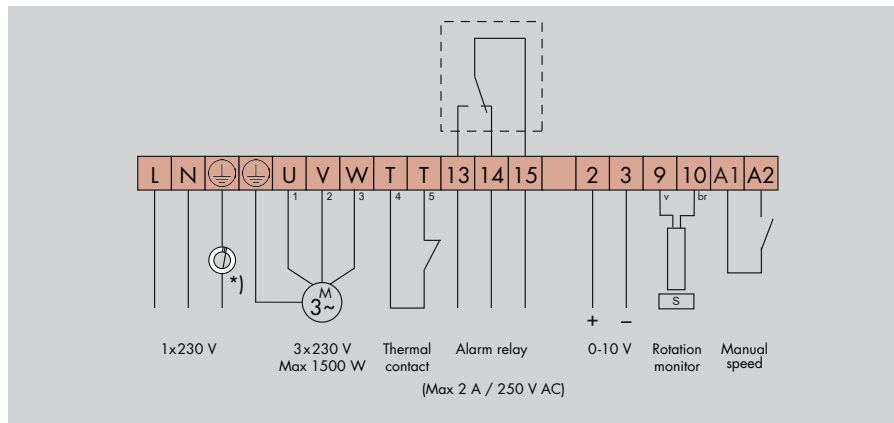 L N U V W T T 13 14 15 2 3 9 10 A1 A2
1 2 3 4 5 v br
*)
M
3~
S
+ −
1x230 V 3x230 V Thermal Alarm relay 0-10 V Rotation Manual
Max 1500 W contact monitor speed
(Max 2 A / 250 V AC)